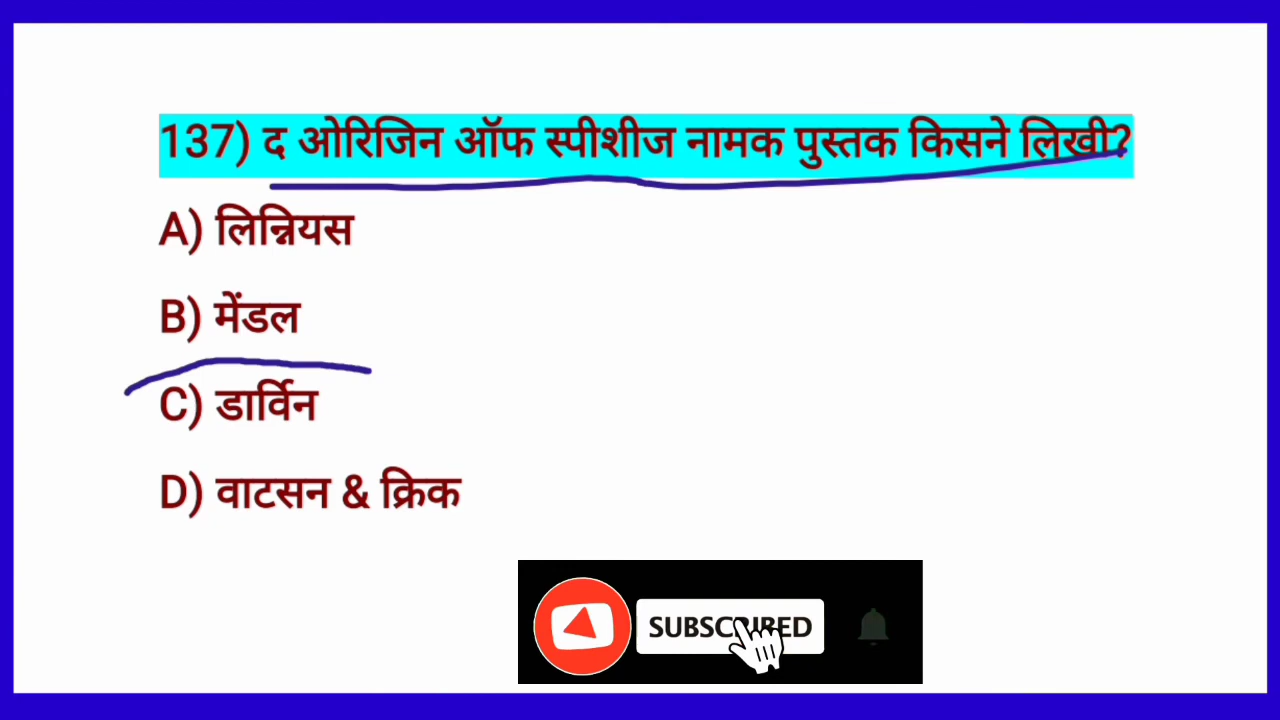 137) द ओरिजिन ऑफ स्पीशीज नामक पुस्तक किसने लिखी?
A) लिन्नियस
B) मेंडल
C) डार्विन
D) वाटसन & क्रिक
SUBSCRIBED